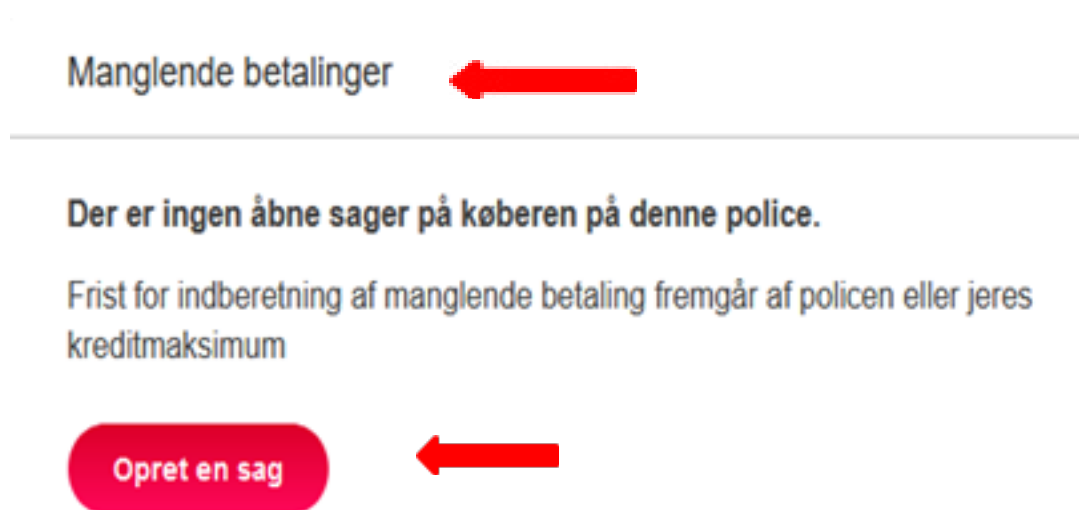 Manglende betalinger
Der er ingen åbne sager på køberen på denne police.
Frist for indberetning af manglende betaling fremgår af policen eller jeres
kreditmaksimum
Opret en sag